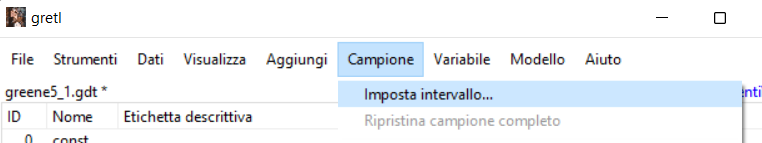 gretl
File Strumenti Dati Visualizza Aggiungi Campione Variabile Modello Aiuto
greene5_1.gdt *
Imposta intervallo...
ID Nome Etichetta descrittiva
Ripristina campione completo
0 const